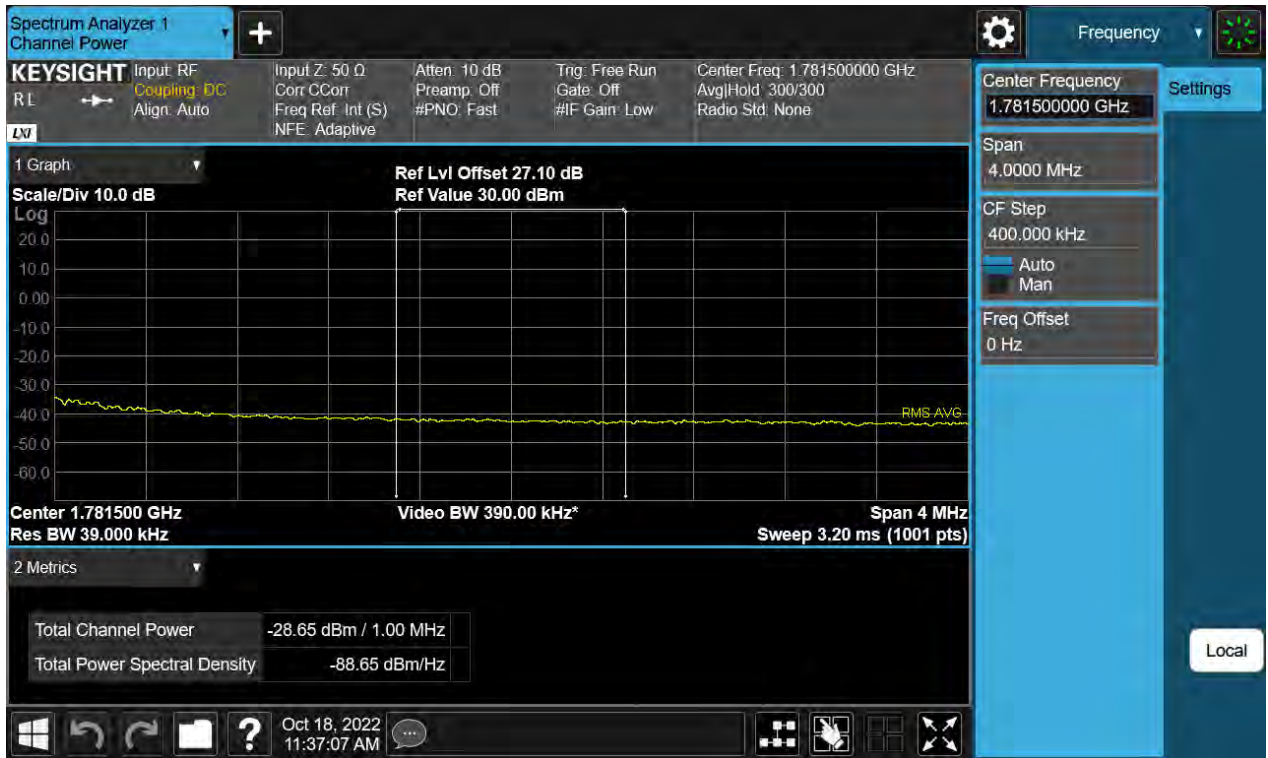 Spectrum Analyzer 1
Channel Power
+
Frequency
KEYSIGHT
RL
LXI
Input: RF
Coupling: DC
Align: Auto
Input Z: 50 Ω
Corr CCorr
Freq Ref: Int (S)
NFE: Adaptive
Atten: 10 dB
Preamp: Off
#PNO: Fast
Trig: Free Run
Gate: Off
#IF Gain: Low
Center Freq: 1.781500000 GHz
Avg|Hold: 300/300
Radio Std: None
Center Frequency
1.781500000 GHz
Settings
Span
4.0000 MHz
CF Step
400.000 kHz
Auto
Man
Freq Offset
0 Hz
Local
1 Graph
Scale/Div 10.0 dB
Ref Lvl Offset 27.10 dB
Ref Value 30.00 dBm
Log
20.0
10.0
0.00
-10.0
-20.0
-30.0
-40.0
-50.0
-60.0
RMS AVG
Center 1.781500 GHz
Video BW 390.00 kHz*
Span 4 MHz
Res BW 39.000 kHz
Sweep 3.20 ms (1001 pts)
2 Metrics
Total Channel Power -28.65 dBm / 1.00 MHz
Total Power Spectral Density -88.65 dBm/Hz
?
Oct 18, 2022
11:37:07 AM